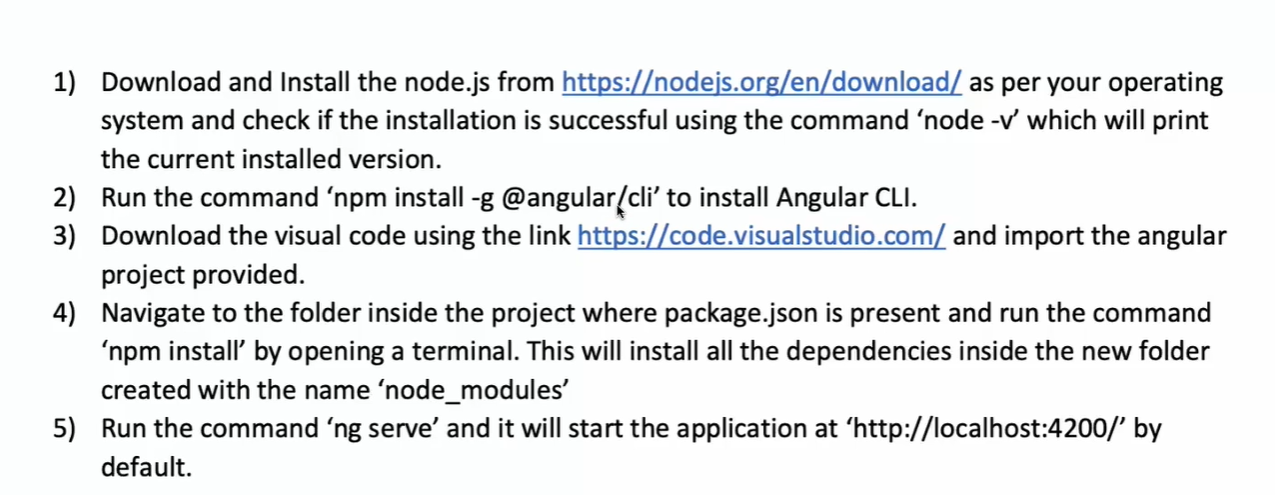 1) Download and Install the node.js from https://nodejs.org/en/download/ as per your operating
system and check if the installation is successful using the command ‘node -v’ which will print
the current installed version.
2) Run the command ‘npm install -g @angular/cli’ to install Angular CLI.
3) Download the visual code using the link https://code.visualstudio.com/ and import the angular
project provided.
4) Navigate to the folder inside the project where package.json is present and run the command
‘npm install’ by opening a terminal. This will install all the dependencies inside the new folder
created with the name ‘node_modules’
5) Run the command ‘ng serve’ and it will start the application at ‘http://localhost:4200/’ by
default.